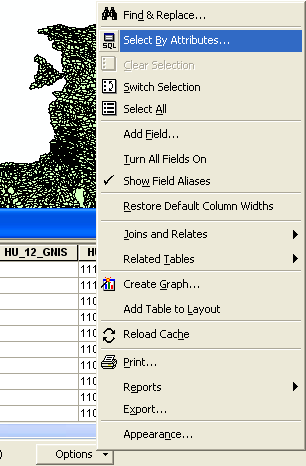 Find & Replace...
SQL
Select By Attributes...
Clear Selection
Switch Selection
Select All
Add Field...
Turn All Fields On
Show Field Aliases
Restore Default Column Widths
Joins and Relates
Related Tables
Create Graph...
Add Table to Layout
Reload Cache
Print...
Reports
Export...
Appearance...
HU_12_GNIS HU
111
111
110
110
110
110
110
110
Options